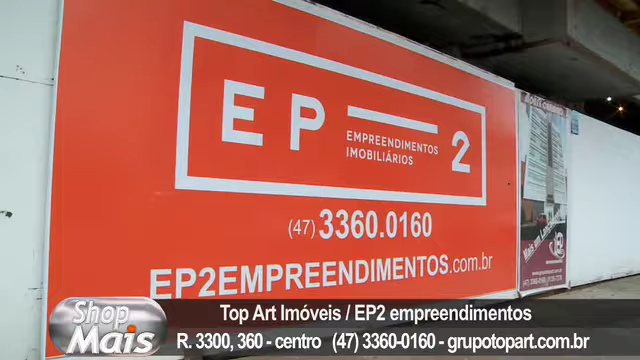 EP
EMPREENDIMENTOS
IMOBILIÁRIOS
2
(47) 3360.0160
EP2EMPREENDIMENTOS.com.br
Shop
Mais
Top Art Imóveis / EP2 empreendimentos
R. 3300, 360 - centro (47) 3360-0160 - grupotopart.com.br